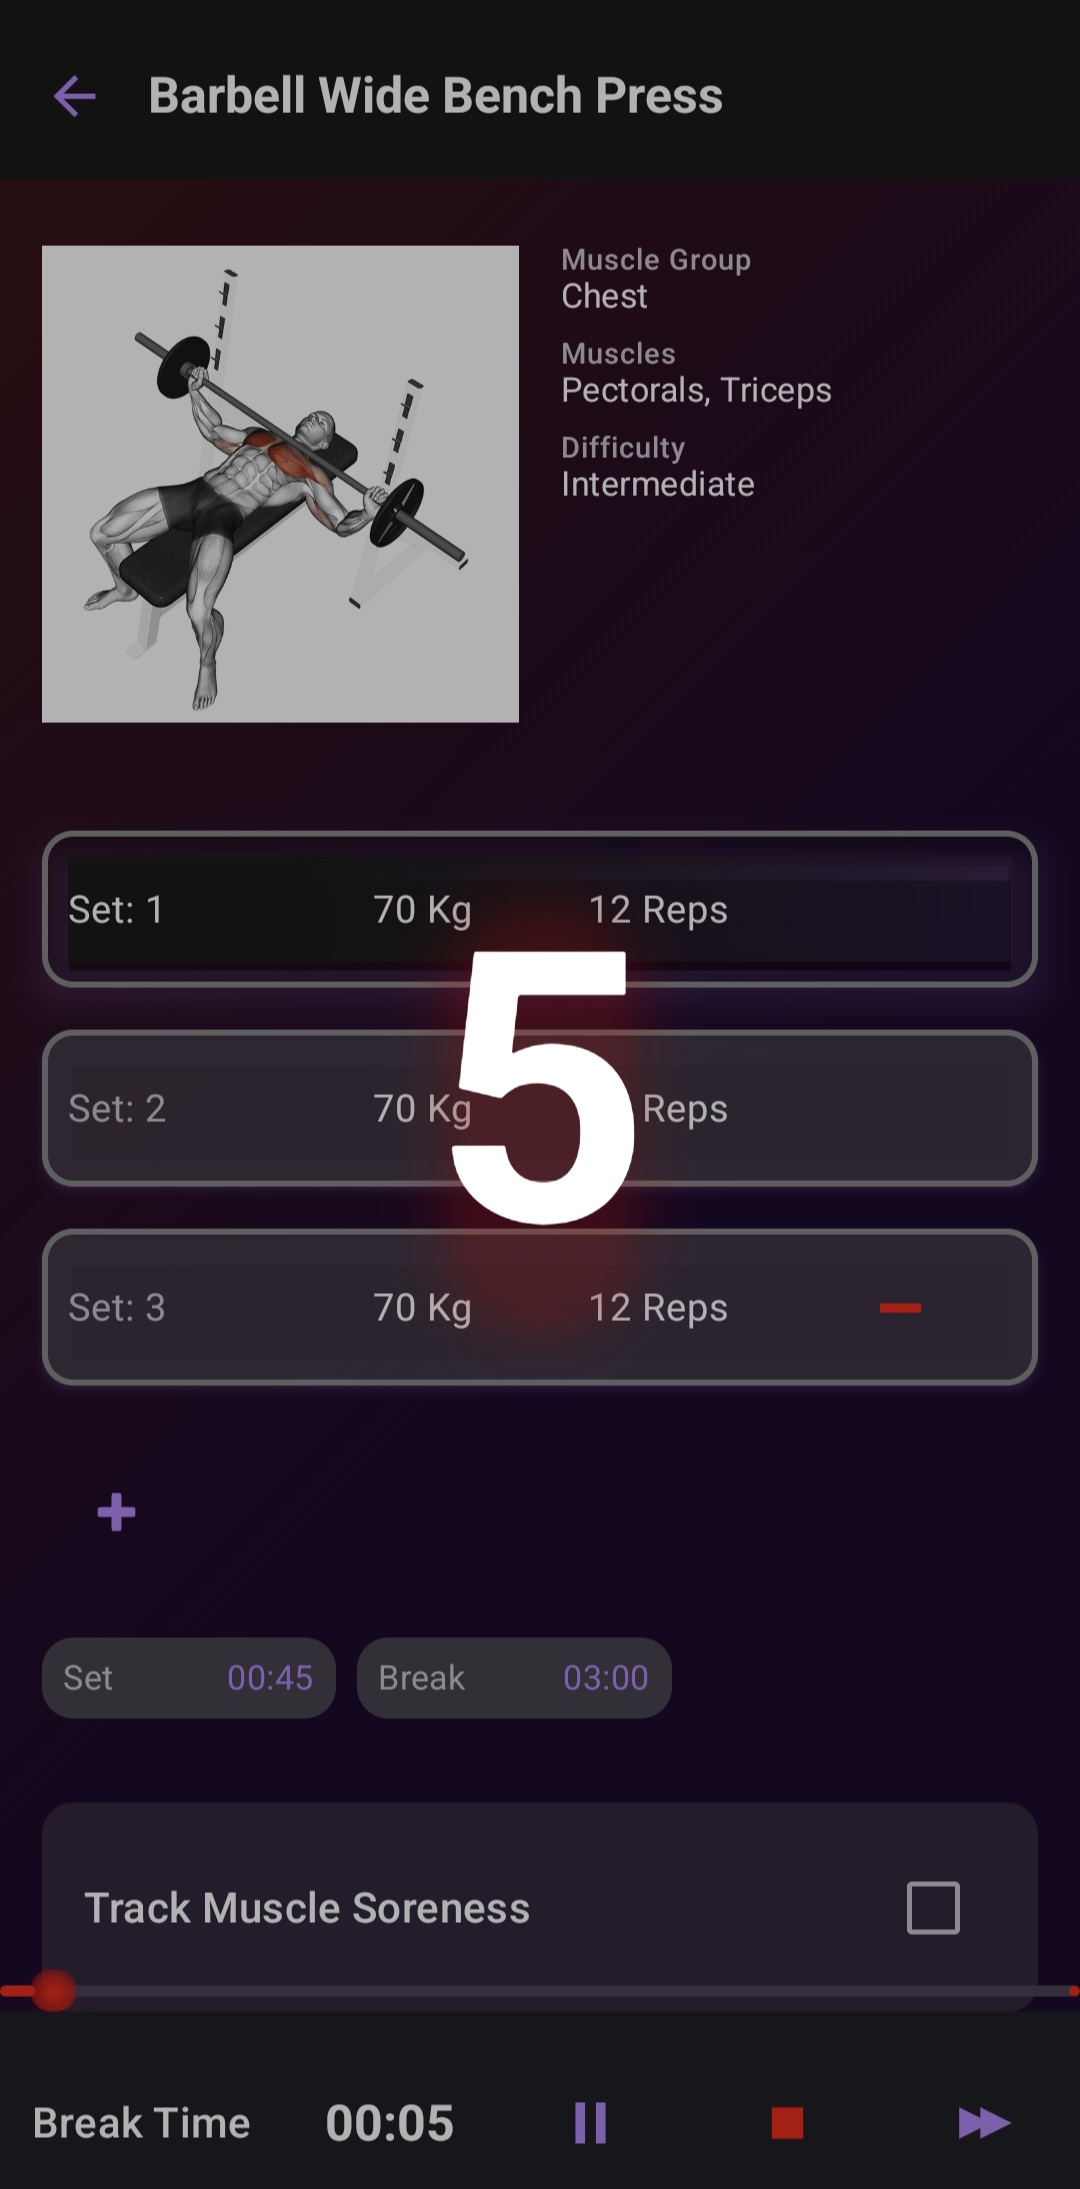 Barbell Wide Bench Press
Muscle Group
Chest
Muscles
Pectorals, Triceps
Difficulty
Intermediate
Set: 1 70 Kg 12 Reps
5
Set: 2 70 Kg Reps
Set: 3 70 Kg 12 Reps
Set 00:45 Break 03:00
Track Muscle Soreness
Break Time 00:05